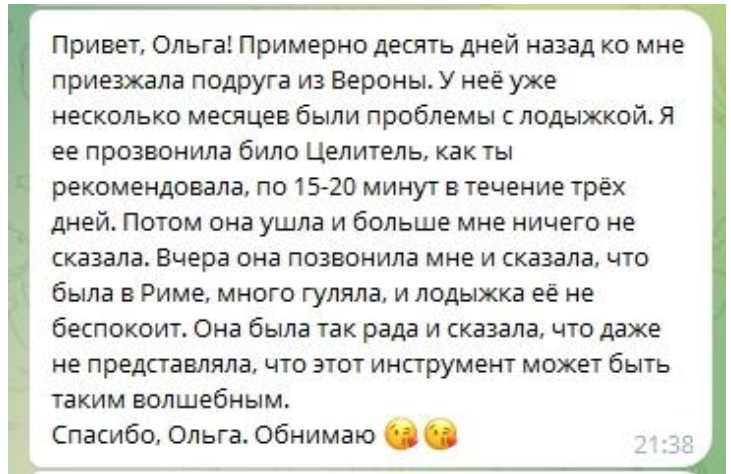 Привет, Ольга! Примерно десять дней назад ко мне
приезжала подруга из Вероны. У неё уже
несколько месяцев были проблемы с лодыжкой. Я
ее прозвонила било Целитель, как ты
рекомендовала, по 15-20 минут в течение трёх
дней. Потом она ушла и больше мне ничего не
сказала. Вчера она позвонила мне и сказала, что
была в Риме, много гуляла, и лодыжка её не
беспокоит. Она была так рада и сказала, что даже
не представляла, что этот инструмент может быть
таким волшебным.
Спасибо, Ольга. Обнимаю 😘😘
21:38